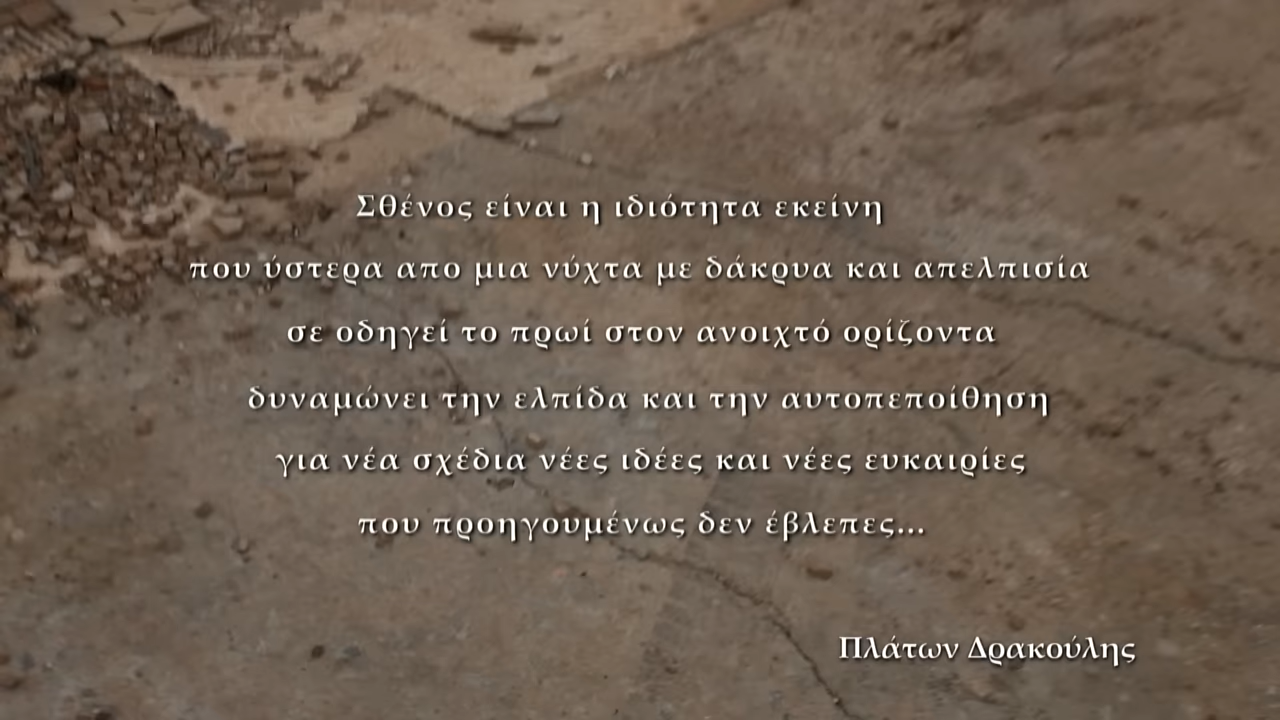 Σθένος είναι η ιδιότητα εκείνη
που ύστερα απο μια νύχτα με δάκρυα και απελπισία
σε οδηγεί το πρωί στον ανοιχτό ορίζοντα
δυναμώνει την ελπίδα και την αυτοπεποίθηση
για νέα σχέδια νέες ιδέες και νέες ευκαιρίες
που προηγουμένως δεν έβλεπες...
Πλάτων Δρακούλης